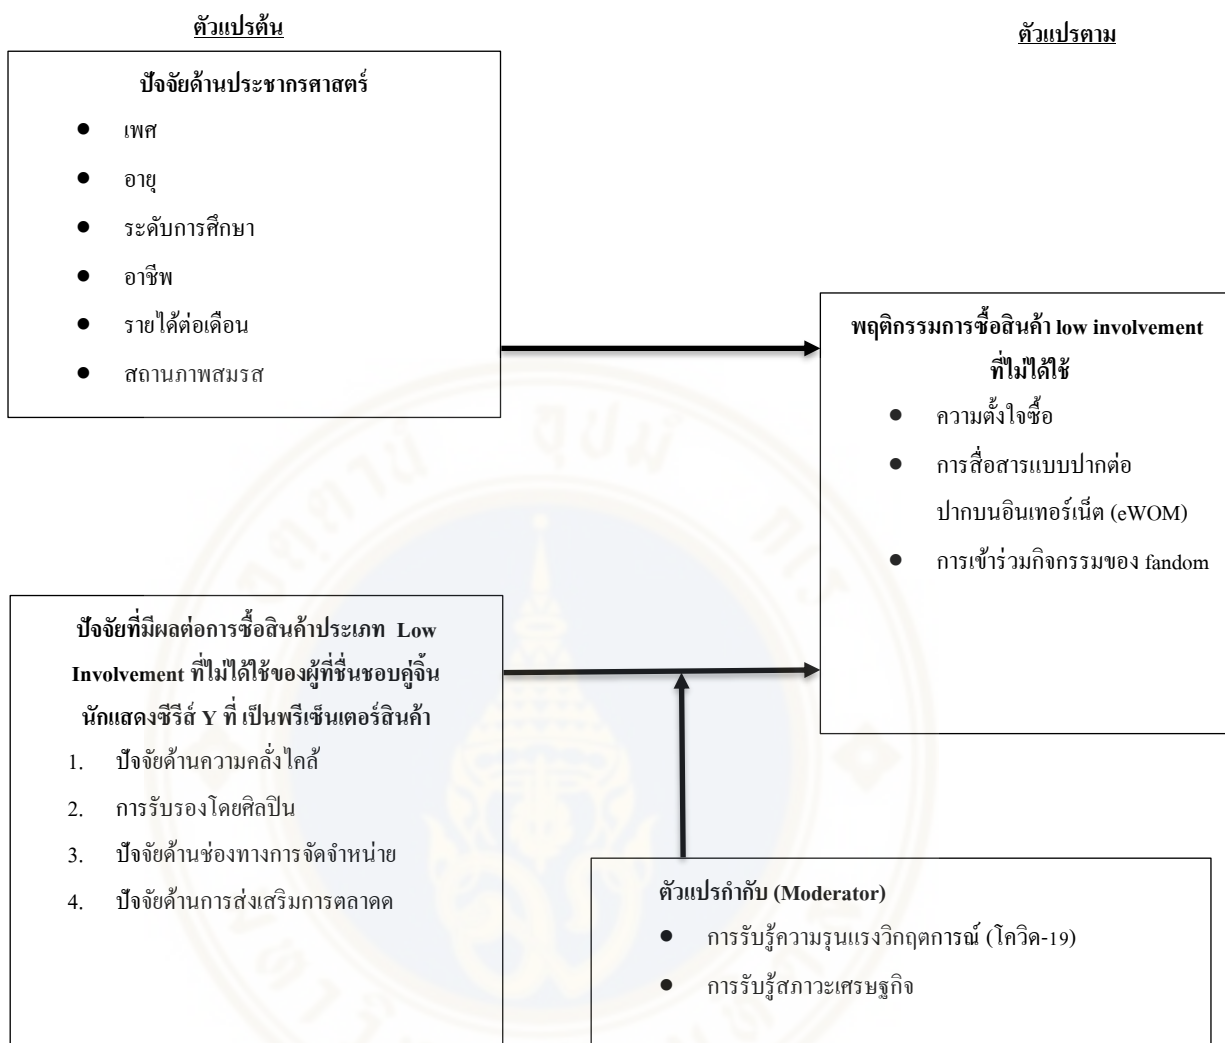 ตัวแปรต้น
ตัวแปรตาม
ปัจจัยด้านประชากรศาสตร์
● เพศ
● อายุ
● ระดับการศึกษา
● อาชีพ
● รายได้ต่อเดือน
● สถานภาพสมรส
พฤติกรรมการซื้อสินค้า low involvement
ที่ไม่ได้ใช้
● ความตั้งใจซื้อ
● การสื่อสารแบบปากต่อ
ปากบนอินเทอร์เน็ต (eWOM)
● การเข้าร่วมกิจกรรมของ fandom
ปัจจัยที่มีผลต่อการซื้อสินค้าประเภท Low
Involvement ที่ไม่ได้ใช้ของผู้ที่ชื่นชอบคู่จิ้น
นักแสดงซีรีส์ Y ที่ เป็นพรีเซ็นเตอร์สินค้า
1. ปัจจัยด้านความคลั่งไคล้
2. การรับรองโดยศิลปิน
3. ปัจจัยด้านช่องทางการจัดจำหน่าย
4. ปัจจัยด้านการส่งเสริมการตลาดด
ตัวแปรกำกับ (Moderator)
● การรับรู้ความรุนแรงวิกฤตการณ์ (โควิด-19)
● การรับรู้สภาวะเศรษฐกิจ